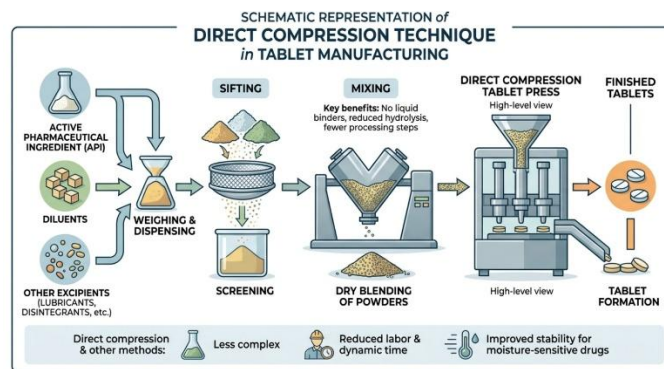 SCHEMATIC REPRESENTATION of
DIRECT COMPRESSION TECHNIQUE
in TABLET MANUFACTURING
ACTIVE
PHARMACEUTICAL
INGREDIENT (API)
DILUENTS
OTHER EXCIPIENTS
(LUBRICANTS,
DISINTEGRANTS, etc.)
WEIGHING &
DISPENSING
SIFTING
SCREENING
MIXING
Key benefits: No liquid
binders, reduced hydrolysis,
fewer processing steps
DRY BLENDING
OF POWDERS
DIRECT COMPRESSION
TABLET PRESS
High-level view
High-level view
FINISHED
TABLETS
TABLET
FORMATION
Direct compression
& other methods:
Less complex
Reduced labor &
dynamic time
Improved stability for
moisture-sensitive drugs